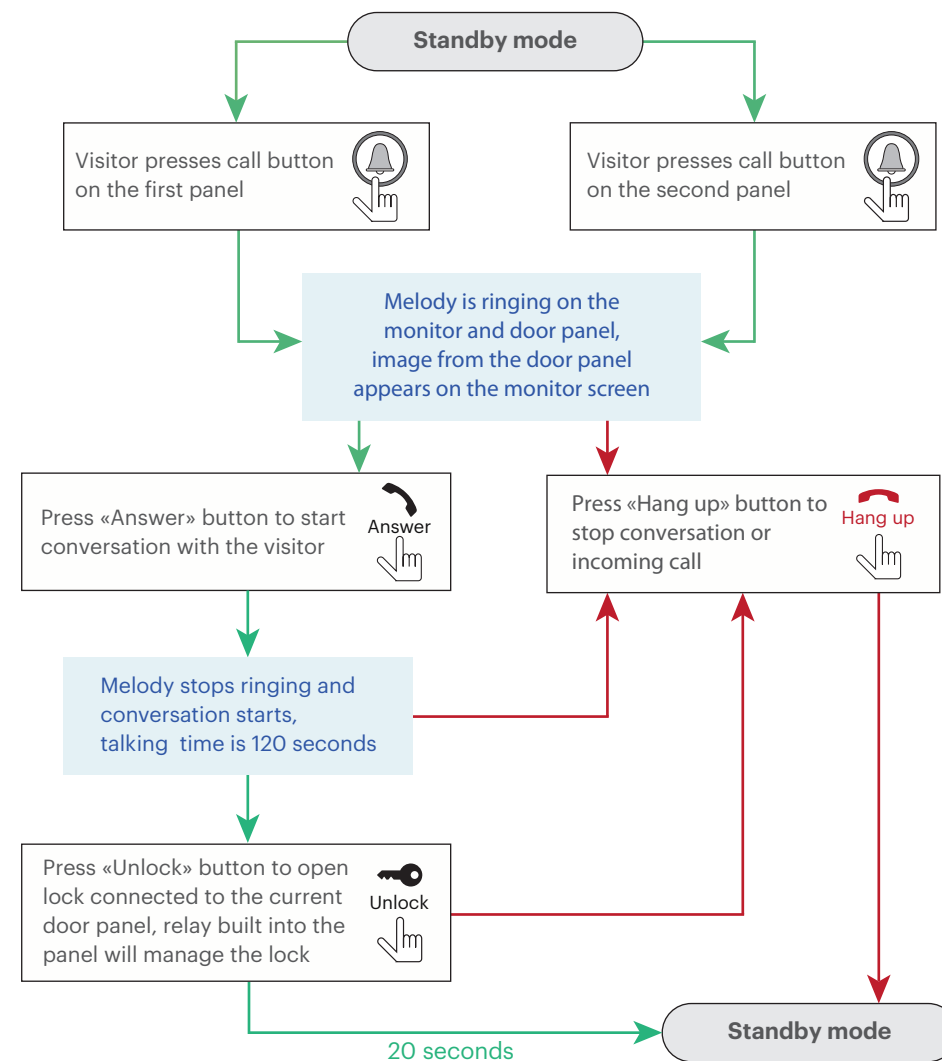 Standby mode
Visitor presses call button
on the first panel
Visitor presses call button
on the second panel
Melody is ringing on the
monitor and door panel,
image from the door panel
appears on the monitor screen
Press «Answer» button to start
conversation with the visitor
Answer
Press «Hang up» button to
stop conversation or
incoming call
Hang up
Melody stops ringing and
conversation starts,
talking time is 120 seconds
Press «Unlock» button to open
lock connected to the current
door panel, relay built into the
panel will manage the lock
Unlock
Standby mode
20 seconds